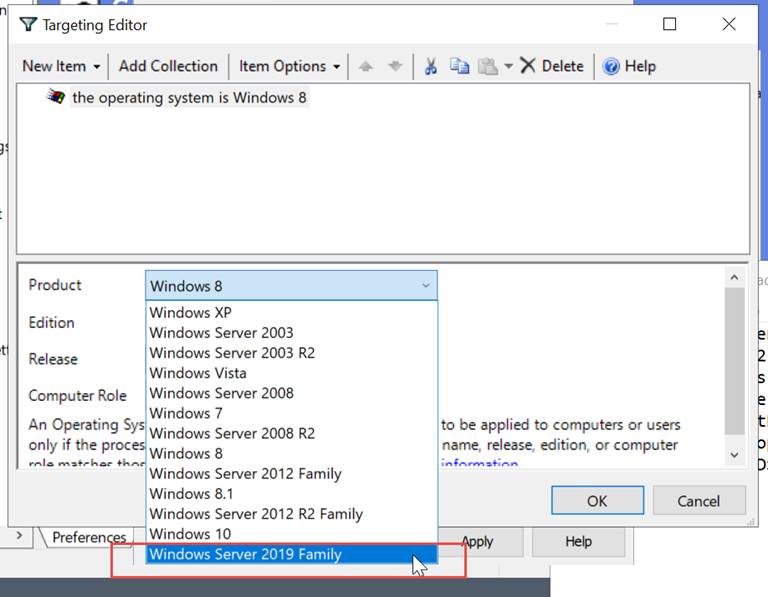 Targeting Editor
New Item Add Collection Item Options Delete Help
the operating system is Windows 8
Product Windows 8
Edition
Release
Computer Role
Windows XP
Windows Server 2003
Windows Server 2003 R2
Windows Vista
Windows Server 2008
Windows 7
Windows Server 2008 R2
Windows 8
Windows Server 2012 Family
Windows 8.1
Windows Server 2012 R2 Family
Windows 10
Windows Server 2019 Family
An Operating Sys to be applied to computers or users
only if the proces name, release, edition, or computer
role matches those information
OK Cancel
Preferences Apply Help